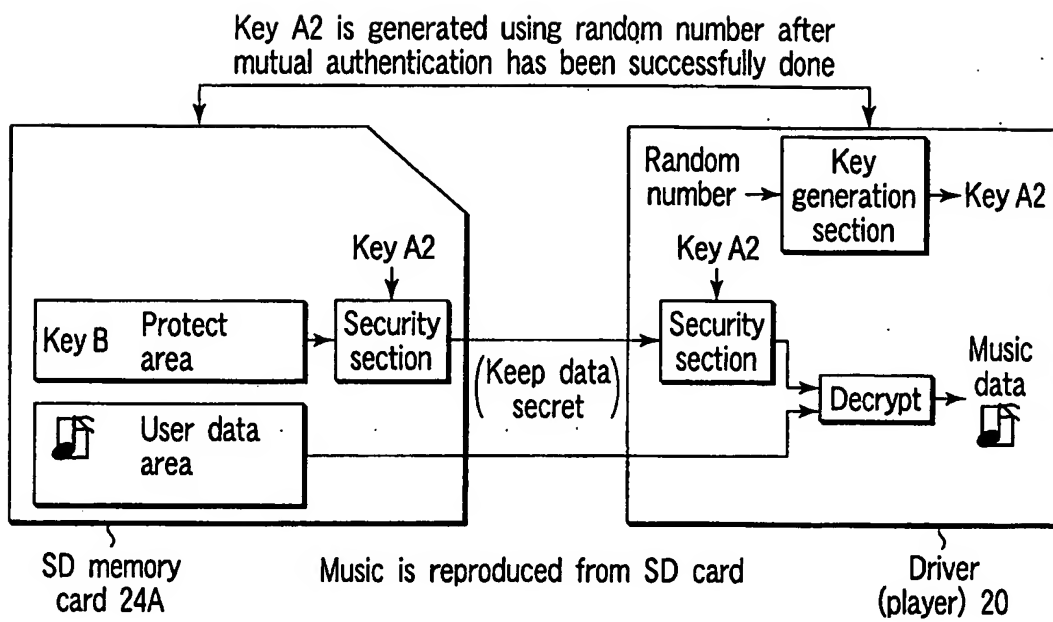 Key A2 is generated using random number after
mutual authentication has been successfully done
Random
number
Key
generation
section
Key A2
Key A2
Key A2
Key B
Protect
area
Security
section
(Keep data
secret)
Security
section
Music
data
Decrypt
User data
area
SD memory
card 24A
Music is reproduced from SD card
Driver
(player) 20